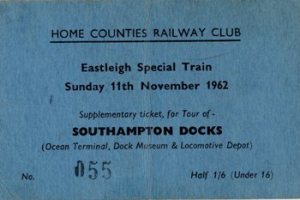 HOME COUNTIES RAILWAY CLUB
Eastleigh Special Train
Sunday 11th November 1962
Supplementary ticket, for Tour of -
SOUTHAMPTON DOCKS
(Ocean Terminal, Dock Museum & Locomotive Depot)
No. 055 Half 1/6 (Under 16)